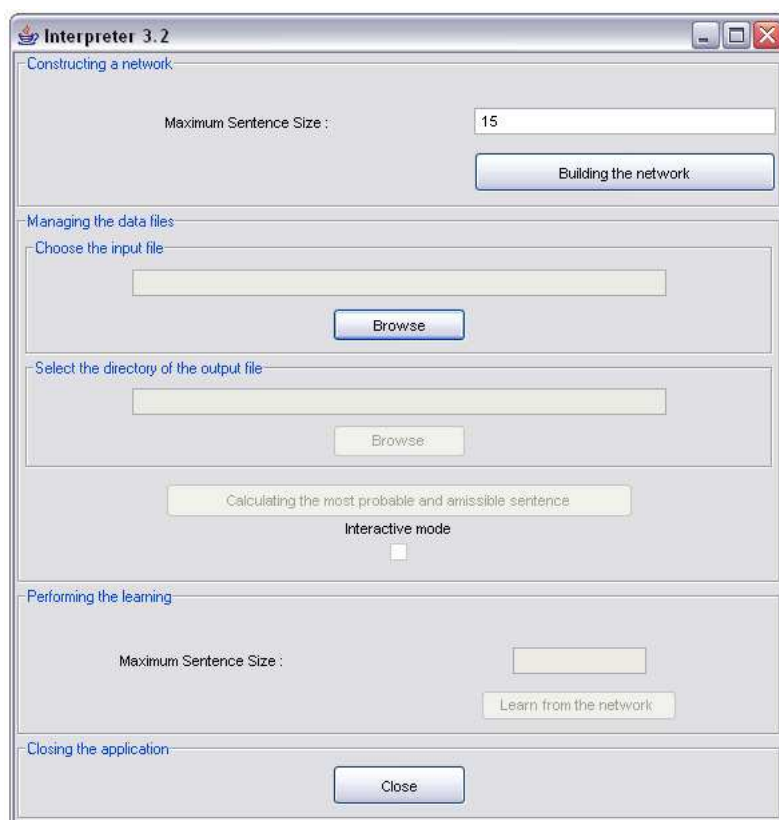 Interpreter 3.2
Constructing a network
Maximum Sentence Size :
15
Building the network
Managing the data files
Choose the input file
Browse
Select the directory of the output file
Browse
Calculating the most probable and amissible sentence
Interactive mode
Performing the learning
Maximum Sentence Size :
Learn from the network
Closing the application
Close